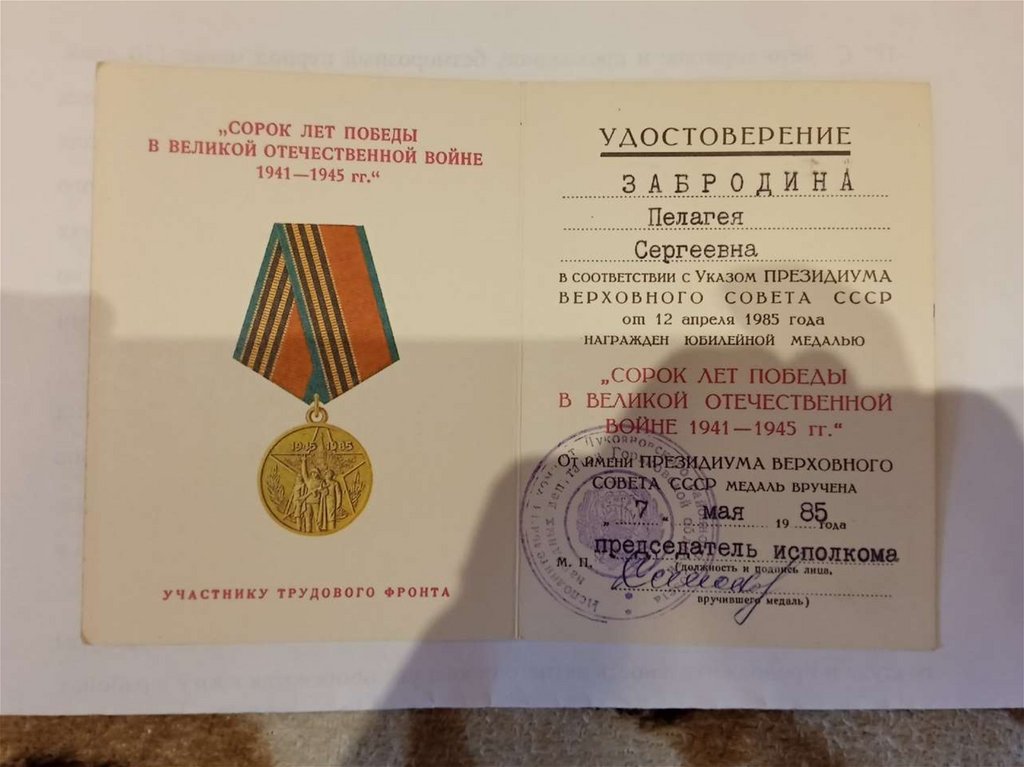 „СОРОК ЛЕТ ПОБЕДЫ
В ВЕЛИКОЙ ОТЕЧЕСТВЕННОЙ ВОЙНЕ
1941—1945 гг.“
1945 1985
УЧАСТНИКУ ТРУДОВОГО ФРОНТА
УДОСТОВЕРЕНИЕ
ЗАБРОДИНА
Пелагея
Сергеевна
В СООТВЕТСТВИИ С УКАЗОМ ПРЕЗИДИУМА
ВЕРХОВНОГО СОВЕТА СССР
от 12 апреля 1985 года
НАГРАЖДЕН ЮБИЛЕЙНОЙ МЕДАЛЬЮ
„СОРОК ЛЕТ ПОБЕДЫ
В ВЕЛИКОЙ ОТЕЧЕСТВЕННОЙ
ВОЙНЕ 1941—1945 гг.“
ОТ ИМЕНИ ПРЕЗИДИУМА ВЕРХОВНОГО
СОВЕТА СССР МЕДАЛЬ ВРУЧЕНА
„ 7 „ мая 19 85 года
председатель исполкома
М. П. (должность и подпись лица,
вручившего медаль)